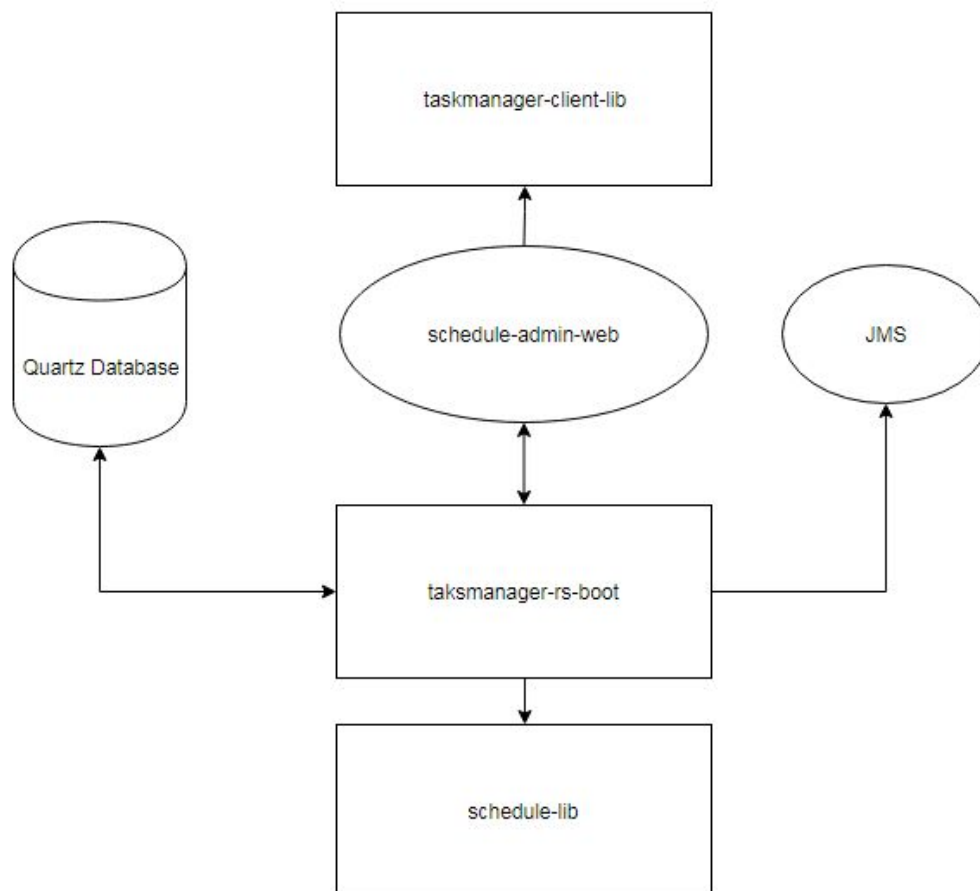 taskmanager-client-lib
schedule-admin-web
JMS
Quartz Database
taksmanager-rs-boot
schedule-lib